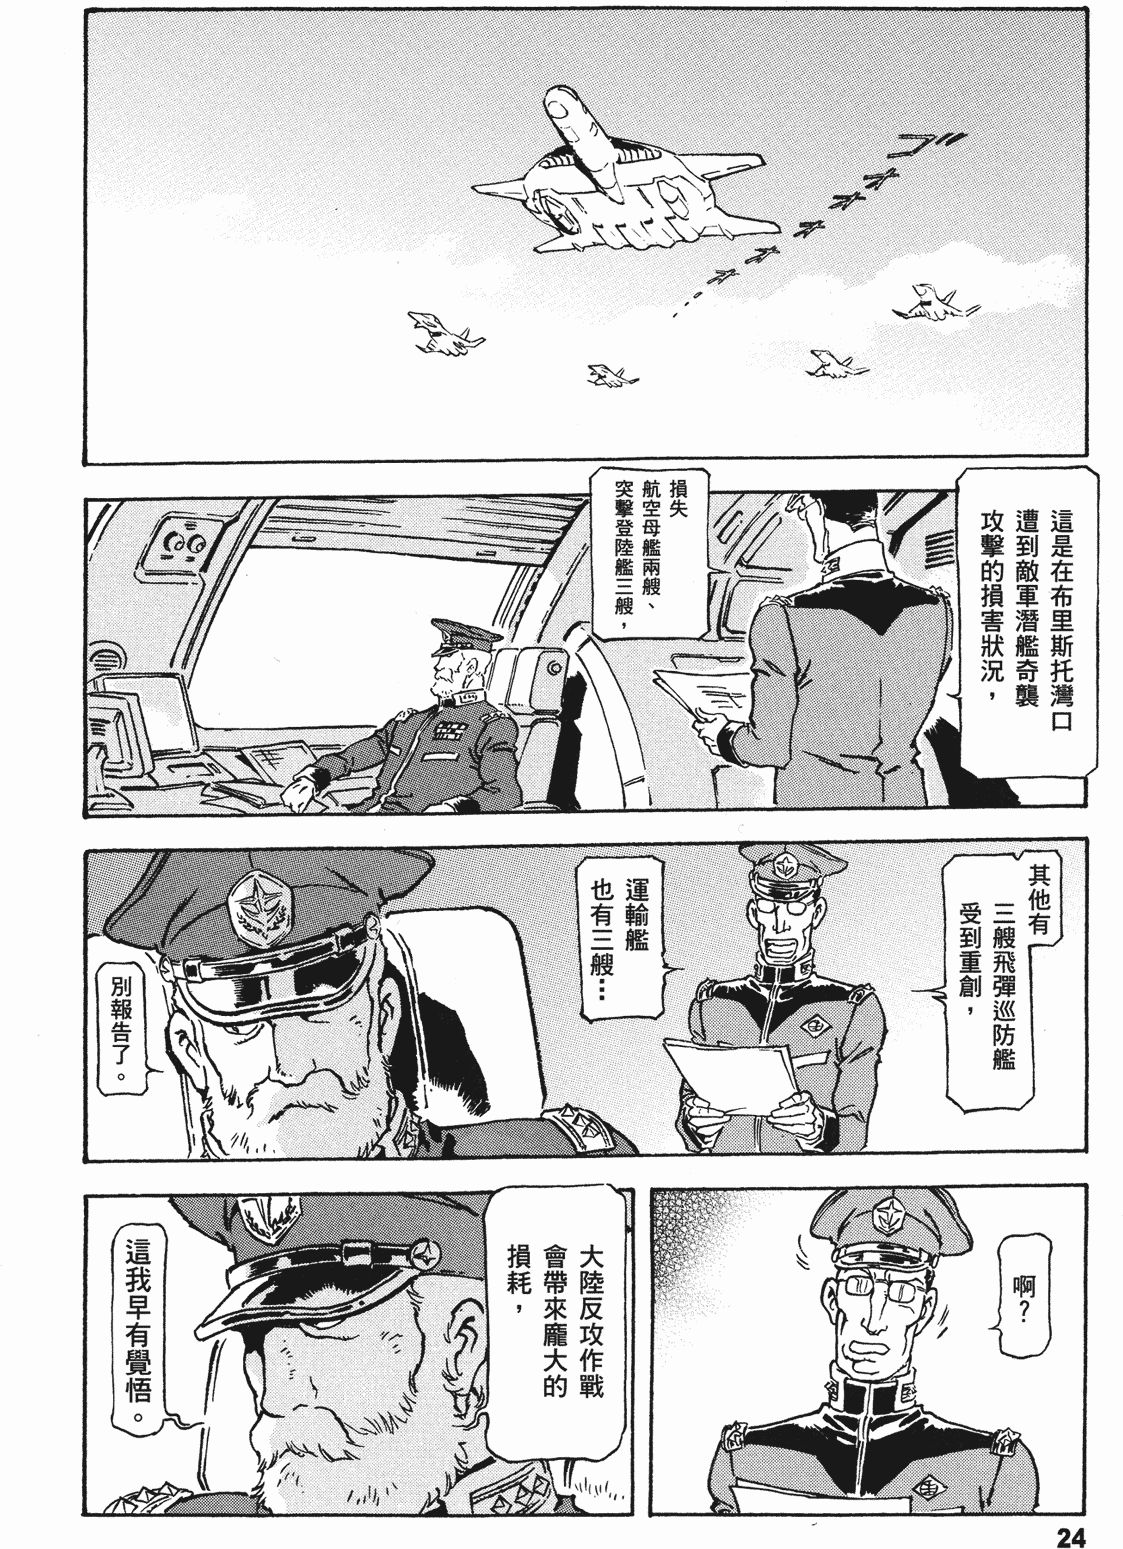 ゴ
這是在布里斯托灣口
遭到敵軍潛艦奇襲
攻擊的損害狀況，
損失
航空母艦兩艘、
突擊登陸艦三艘，
其他有
三艘飛彈巡防艦
受到重創，
運輸艦
也有三艘…
別報告了。
啊？
大陸反攻作戰
會帶來龐大的
損耗，
這我早有覺悟。
24